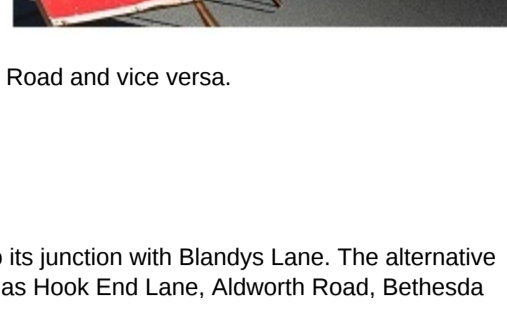 Road and vice versa.
its junction with Blandys Lane. The alternative
as Hook End Lane, Aldworth Road, Bethesda